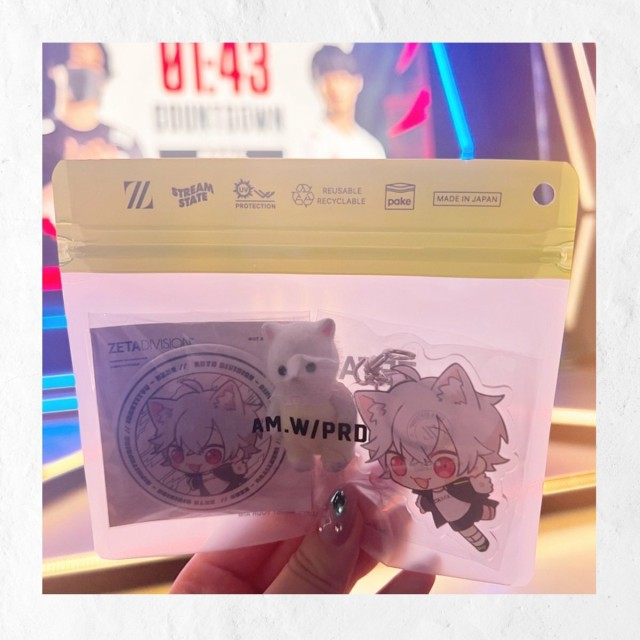 01:43
COUNTDOWN
Z
STREAM
STATE
UV
PROTECTION
REUSABLE
RECYCLABLE
pake
MADE IN JAPAN
ZETADIVISION
AM.W/PRD